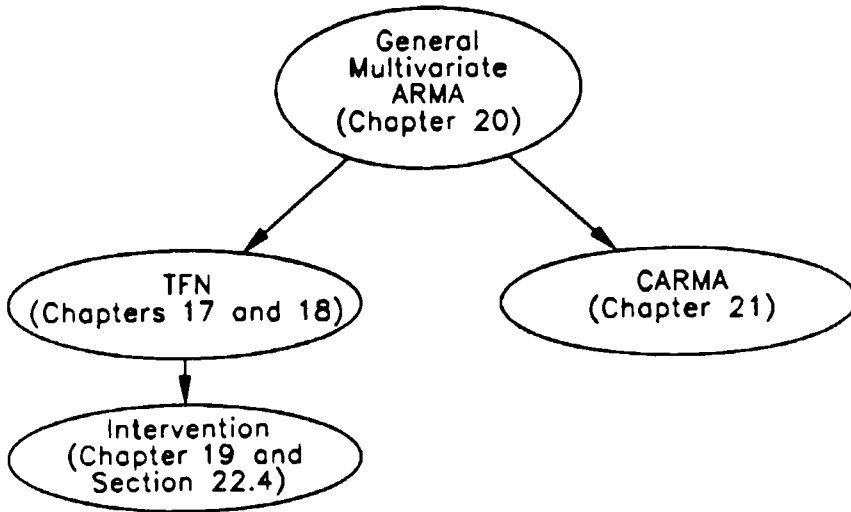 General
Multivariate
ARMA
(Chapter 20)
TFN
(Chapters 17 and 18)
CARMA
(Chapter 21)
Intervention
(Chapter 19 and
Section 22.4)